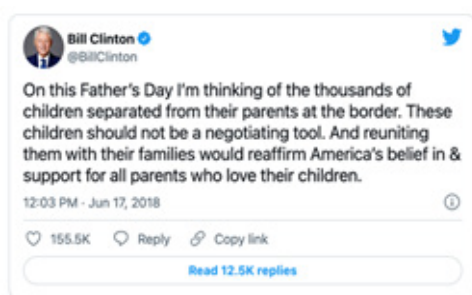 Bill Clinton
@BillClinton
On this Father's Day I'm thinking of the thousands of
children separated from their parents at the border. These
children should not be a negotiating tool. And reuniting
them with their families would reaffirm America's belief in &
support for all parents who love their children.
12:03 PM · Jun 17, 2018
155.5K Reply Copy link
Read 12.5K replies